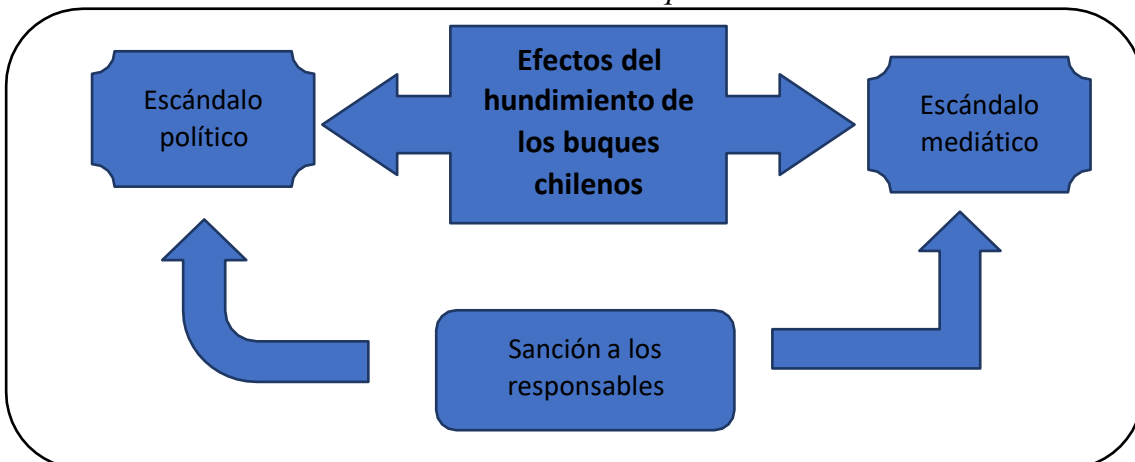 Efectos del
hundimiento de
los buques
chilenos
Escándalo
político
Escándalo
mediático
Sanción a los
responsables